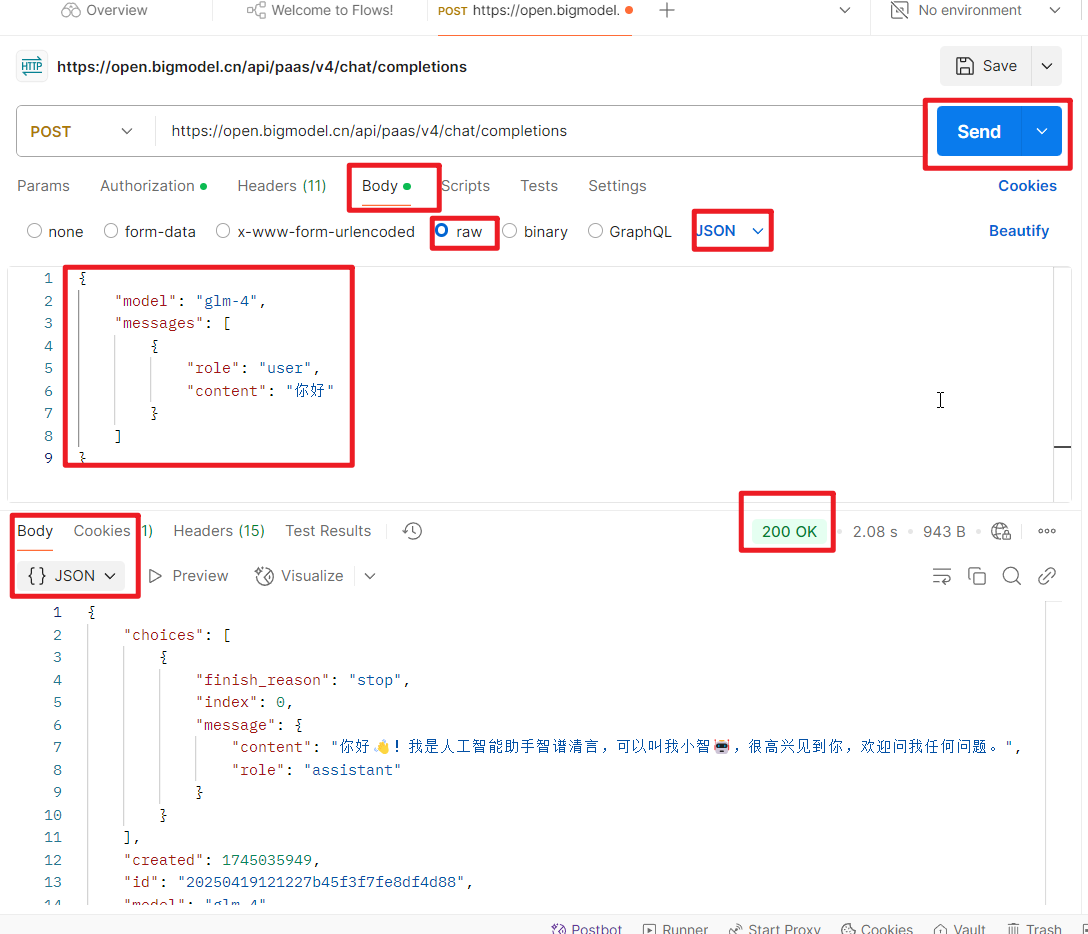 Overview Welcome to Flows! POST https://open.bigmodel. No environment
HTTP https://open.bigmodel.cn/api/paas/v4/chat/completions Save
POST https://open.bigmodel.cn/api/paas/v4/chat/completions Send
Params Authorization Headers (11) Body Scripts Tests Settings Cookies
none form-data x-www-form-urlencoded raw binary GraphQL JSON Beautify
1 {
2 "model": "glm-4",
3 "messages": [
4 {
5 "role": "user",
6 "content": "你好"
7 }
8 ]
9 }
Body Cookies 1) Headers (15) Test Results 200 OK 2.08 s 943 B
{} JSON Preview Visualize
1 {
2 "choices": [
3 {
4 "finish_reason": "stop",
5 "index": 0,
6 "message": {
7 "content": "你好👋！我是人工智能助手智谱清言，可以叫我小智🤖，很高兴见到你，欢迎问我任何问题。",
8 "role": "assistant"
9 }
10 }
11 ],
12 "created": 1745035949,
13 "id": "20250419121227b45f3f7fe8df4d88",
14 "model": "glm-4"
Postbot Runner Start Proxy Cookies Vault Trash